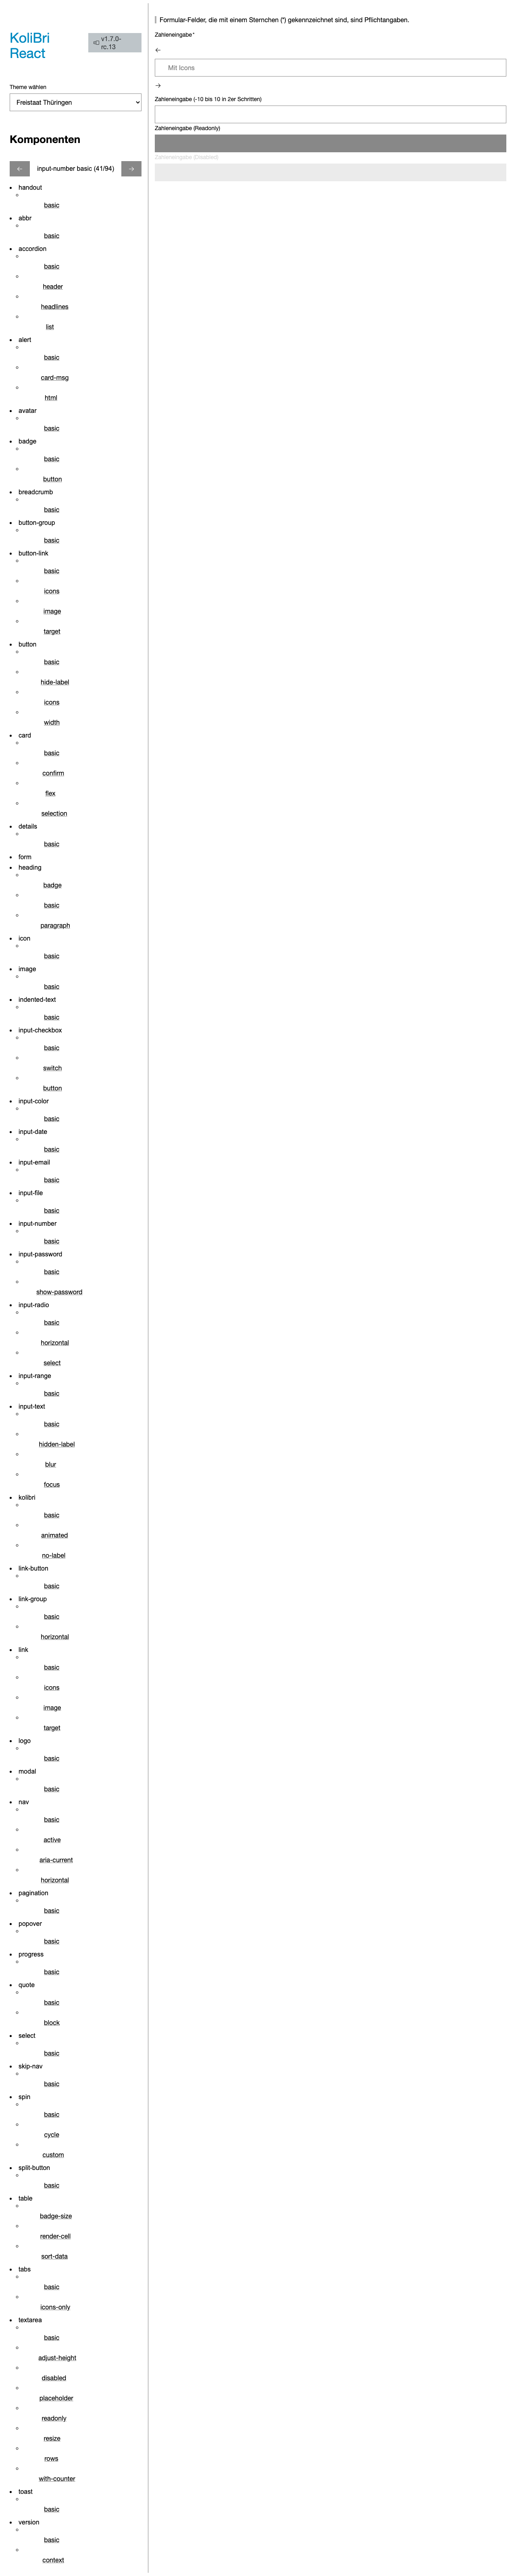 KoliBri
React
v1.7.0-
rc.13
Theme wählen
Freistaat Thüringen
Komponenten
input-number basic (41/94)
handout
basic
abbr
basic
accordion
basic
header
headlines
list
alert
basic
card-msg
html
avatar
basic
badge
basic
button
breadcrumb
basic
button-group
basic
button-link
basic
icons
image
target
button
basic
hide-label
icons
width
card
basic
confirm
flex
selection
details
basic
form
heading
badge
basic
paragraph
icon
basic
image
basic
indented-text
basic
input-checkbox
basic
switch
button
input-color
basic
input-date
basic
input-email
basic
input-file
basic
input-number
basic
input-password
basic
show-password
input-radio
basic
horizontal
select
input-range
basic
input-text
basic
hidden-label
blur
focus
kolibri
basic
animated
no-label
link-button
basic
link-group
basic
horizontal
link
basic
icons
image
target
logo
basic
modal
basic
nav
basic
active
aria-current
horizontal
pagination
basic
popover
basic
progress
basic
quote
basic
block
select
basic
skip-nav
basic
spin
basic
cycle
custom
split-button
basic
table
badge-size
render-cell
sort-data
tabs
basic
icons-only
textarea
basic
adjust-height
disabled
placeholder
readonly
resize
rows
with-counter
toast
basic
version
basic
context
Formular-Felder, die mit einem Sternchen (*) gekennzeichnet sind, sind Pflichtangaben.
Zahleneingabe*
Mit Icons
Zahleneingabe (-10 bis 10 in 2er Schritten)
Zahleneingabe (Readonly)
Zahleneingabe (Disabled)